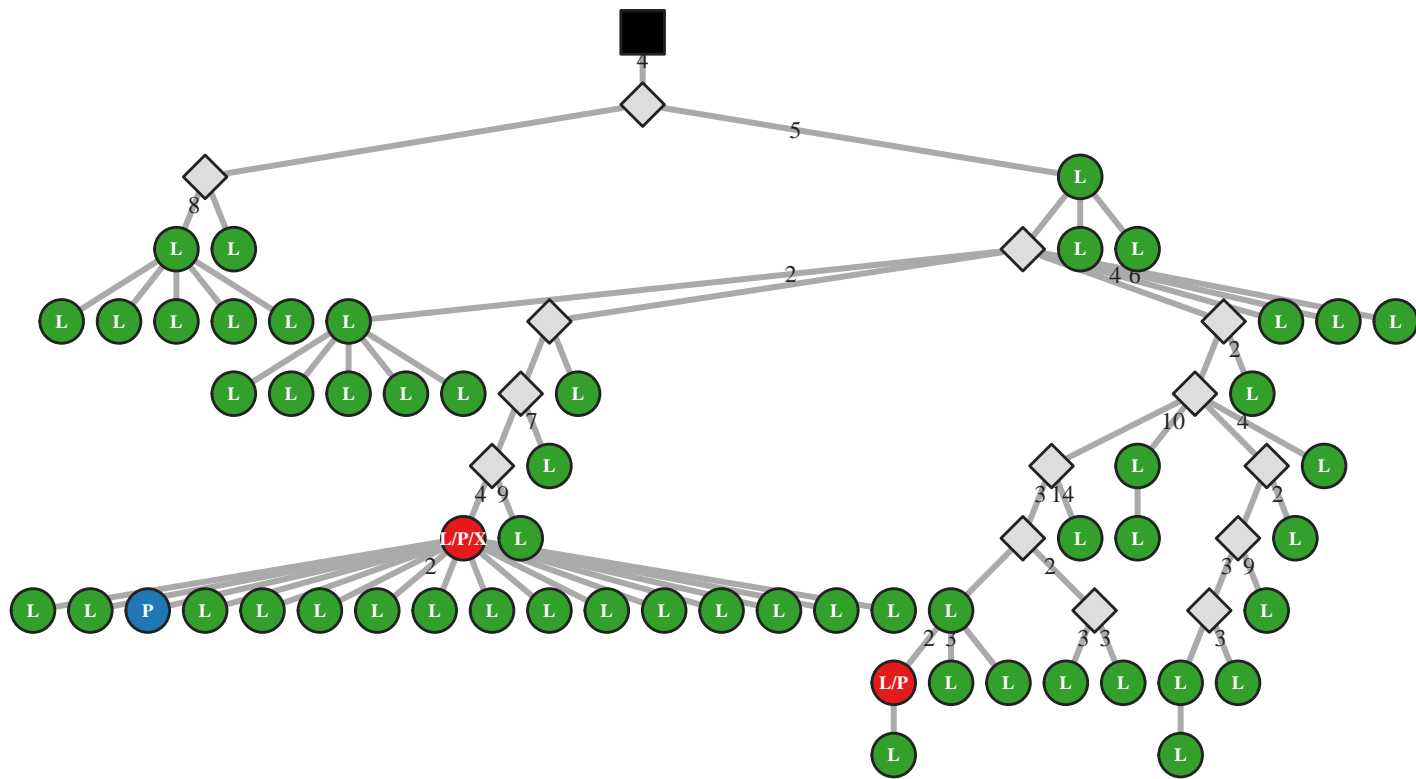 4
5
L
8
L L L L
2 4 6
L L L L L L L L L
2
L L L L L L L
7 10 4
L L L
4 9 3 14 2
L/P/X L L L L
2 2 3 9
L L P L L L L L L L L L L L L L L L
2 3 3 3 3
L/P L L L L L L
L L